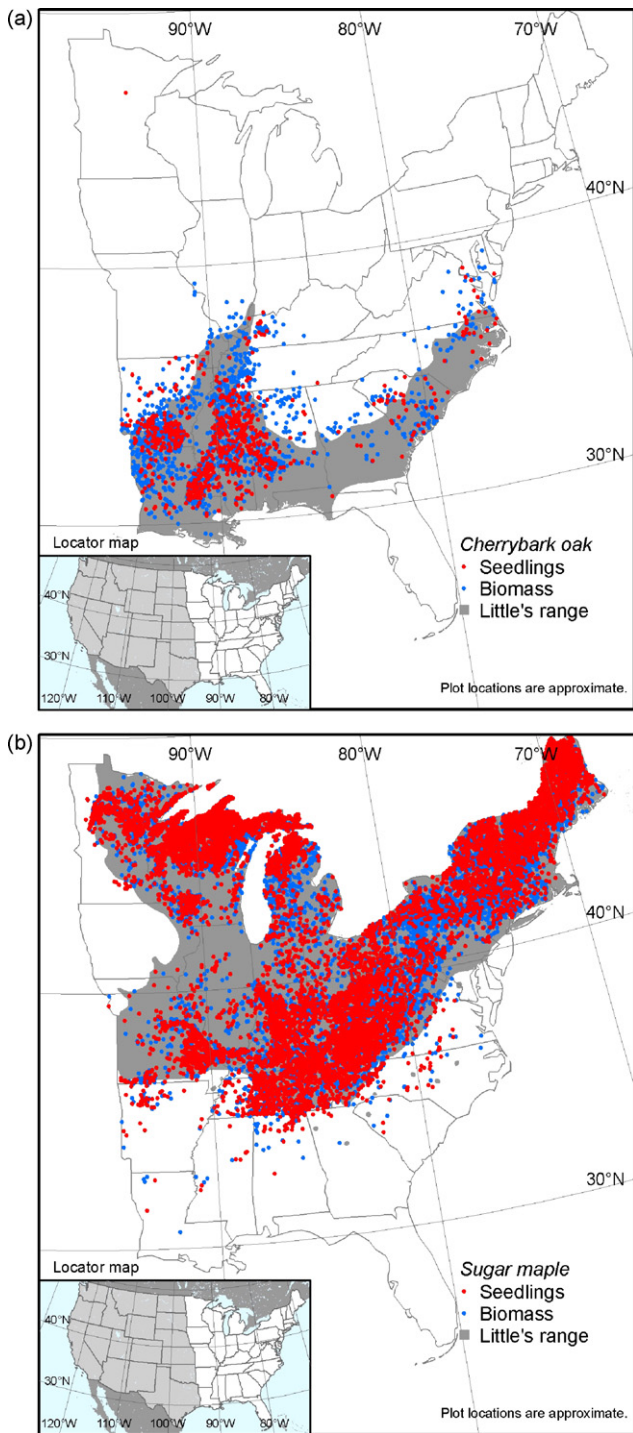 (a)
90°W 80°W 70°W
40°N
30°N
Locator map
40°N
30°N
120°W 110°W 100°W 90°W 80°W
Cherrybark oak
Seedlings
Biomass
Little's range
Plot locations are approximate.
(b)
90°W 80°W 70°W
40°N
30°N
Locator map
40°N
30°N
120°W 110°W 100°W 90°W 80°W
Sugar maple
Seedlings
Biomass
Little's range
Plot locations are approximate.